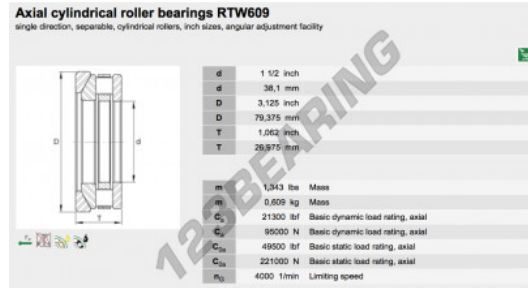 Axial cylindrical roller bearings RTW609
single direction, separable, cylindrical rollers, inch sizes, angular adjustment facility
d 1 1/2 inch
d 38,1 mm
D 3,125 inch
D 79,375 mm
T 1,062 inch
T 26,975 mm
D d
T
m 1,343 lbs Mass
m 0,609 kg Mass
Ca 21300 lbf Basic dynamic load rating, axial
Ca 95000 N Basic dynamic load rating, axial
C0a 49500 lbf Basic static load rating, axial
C0a 221000 N Basic static load rating, axial
nG 4000 1/min Limiting speed
123BEARING